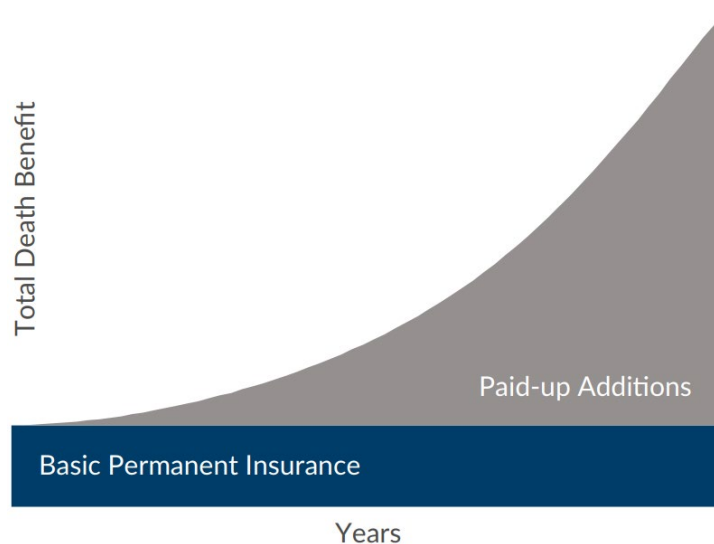 Total Death Benefit
Paid-up Additions
Basic Permanent Insurance
Years